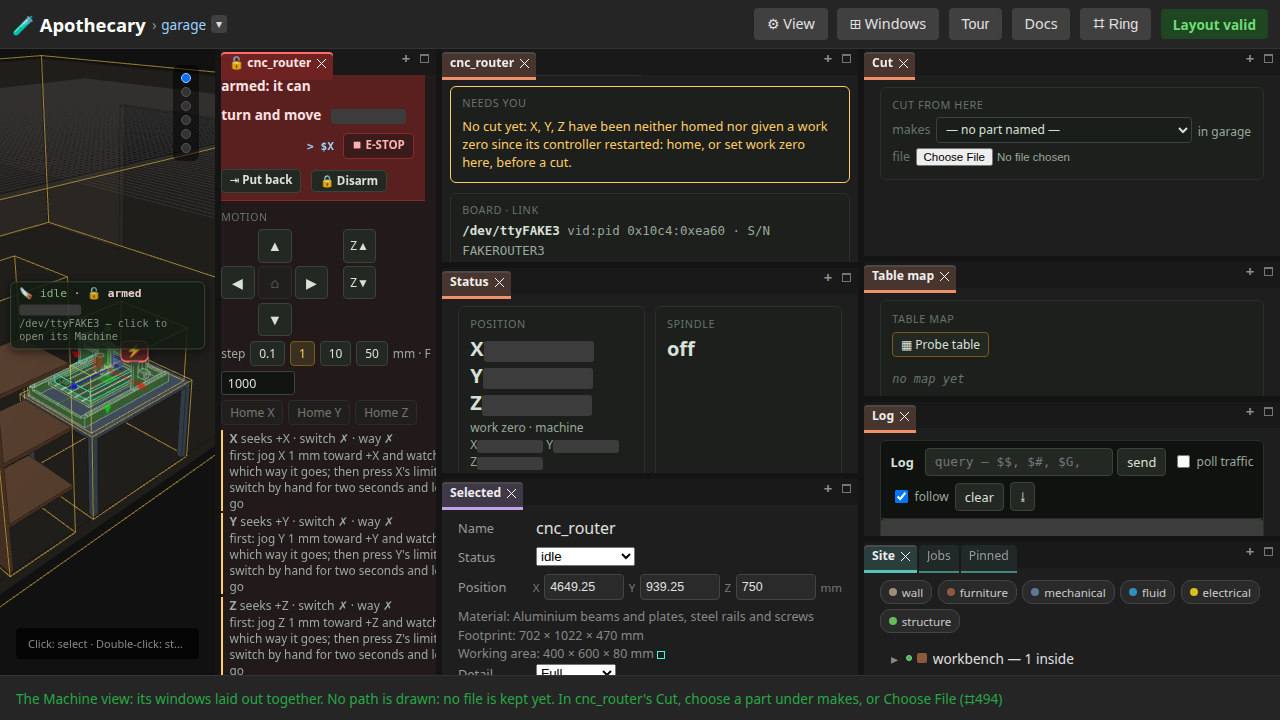 🧪 Apothecary › garage ▾
⚙ View
⊞ Windows
Tour
Docs
⌗ Ring
Layout valid
🔪 idle · 🔓 armed
/dev/ttyFAKE3 — click to
open its Machine
Click: select · Double-click: st...
🔓 cnc_router
armed: it can
turn and move
> $X
E-STOP
⇥ Put back
🔒 Disarm
MOTION
Z▲
Z▼
step 0.1 1 10 50 mm · F
1000
Home X Home Y Home Z
X seeks +X · switch ✗ · way ✗
first: jog X 1 mm toward +X and watch
which way it goes; then press X's limit
switch by hand for two seconds and
go
Y seeks +Y · switch ✗ · way ✗
first: jog Y 1 mm toward +Y and watch
which way it goes; then press Y's limit
switch by hand for two seconds and
go
Z seeks +Z · switch ✗ · way ✗
first: jog Z 1 mm toward +Z and watch
which way it goes; then press Z's limit
switch by hand for two seconds and
go
cnc_router
NEEDS YOU
No cut yet: X, Y, Z have been neither homed nor given a work
zero since its controller restarted: home, or set work zero
here, before a cut.
BOARD · LINK
/dev/ttyFAKE3 vid:pid 0x10c4:0xea60 · S/N
FAKEROUTER3
Status
POSITION
X
Y
Z
work zero · machine
X Y
Z
SPINDLE
off
Selected
Name cnc_router
Status idle
Position X 4649.25 Y 939.25 Z 750 mm
Material: Aluminium beams and plates, steel rails and screws
Footprint: 702 × 1022 × 470 mm
Working area: 400 × 600 × 80 mm
Detail Full
Cut
CUT FROM HERE
makes — no part named — in garage
file Choose File No file chosen
Table map
TABLE MAP
▦ Probe table
no map yet
Log
Log query — $$, $#, $G, send poll traffic
follow clear ⭳
Site Jobs Pinned
wall furniture mechanical fluid electrical
structure
▸ workbench — 1 inside
The Machine view: its windows laid out together. No path is drawn: no file is kept yet. In cnc_router's Cut, choose a part under makes, or Choose File (⌗494)